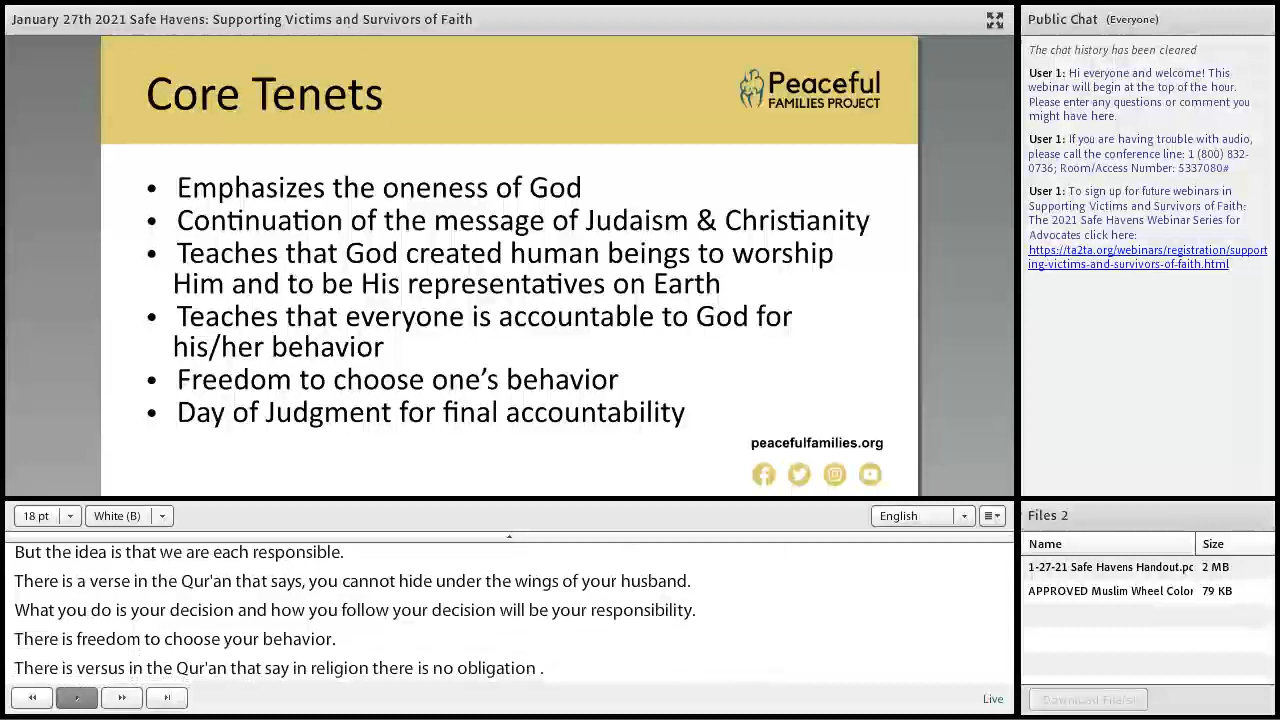 January 27th 2021 Safe Havens: Supporting Victims and Survivors of Faith
Core Tenets
Peaceful
FAMILIES PROJECT
• Emphasizes the oneness of God
• Continuation of the message of Judaism & Christianity
• Teaches that God created human beings to worship
Him and to be His representatives on Earth
• Teaches that everyone is accountable to God for
his/her behavior
• Freedom to choose one's behavior
• Day of Judgment for final accountability
peacefulfamilies.org
18 pt
White (B)
English
But the idea is that we are each responsible.
There is a verse in the Qur'an that says, you cannot hide under the wings of your husband.
What you do is your decision and how you follow your decision will be your responsibility.
There is freedom to choose your behavior.
There is versus in the Qur'an that say in religion there is no obligation .
Live
Public Chat (Everyone)
The chat history has been cleared
User 1: Hi everyone and welcome! This
webinar will begin at the top of the hour.
Please enter any questions or comment you
might have here.
User 1: If you are having trouble with audio,
please call the conference line: 1 (800) 832-
0736; Room/Access Number: 5337080#
User 1: To sign up for future webinars in
Supporting Victims and Survivors of Faith:
The 2021 Safe Havens Webinar Series for
Advocates click here:
https://ta2ta.org/webinars/registration/support
ing-victims-and-survivors-of-faith.html
Files 2
Name Size
1-27-21 Safe Havens Handout.pc 2 MB
APPROVED Muslim Wheel Color 79 KB
Download File(s)